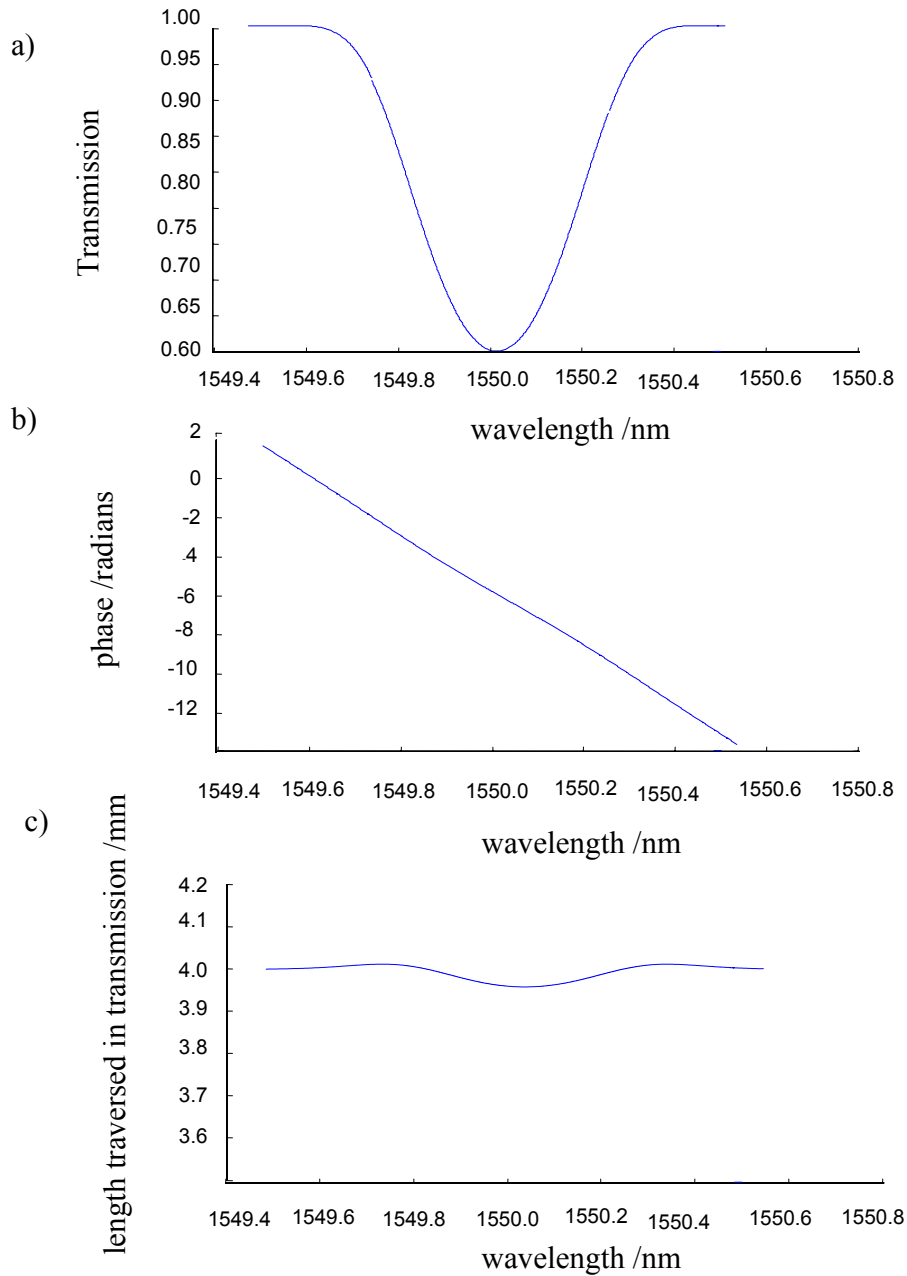 a)
Transmission
1.00
0.95
0.90
0.85
0.80
0.75
0.70
0.65
0.60
1549.4 1549.6 1549.8 1550.0 1550.2 1550.4 1550.6 1550.8
wavelength /nm
b)
phase /radians
2
0
-2
-4
-6
-8
-10
-12
1549.4 1549.6 1549.8 1550.0 1550.2 1550.4 1550.6 1550.8
wavelength /nm
c)
length traversed in transmission /mm
4.2
4.1
4.0
3.9
3.8
3.7
3.6
1549.4 1549.6 1549.8 1550.0 1550.2 1550.4 1550.6 1550.8
wavelength /nm